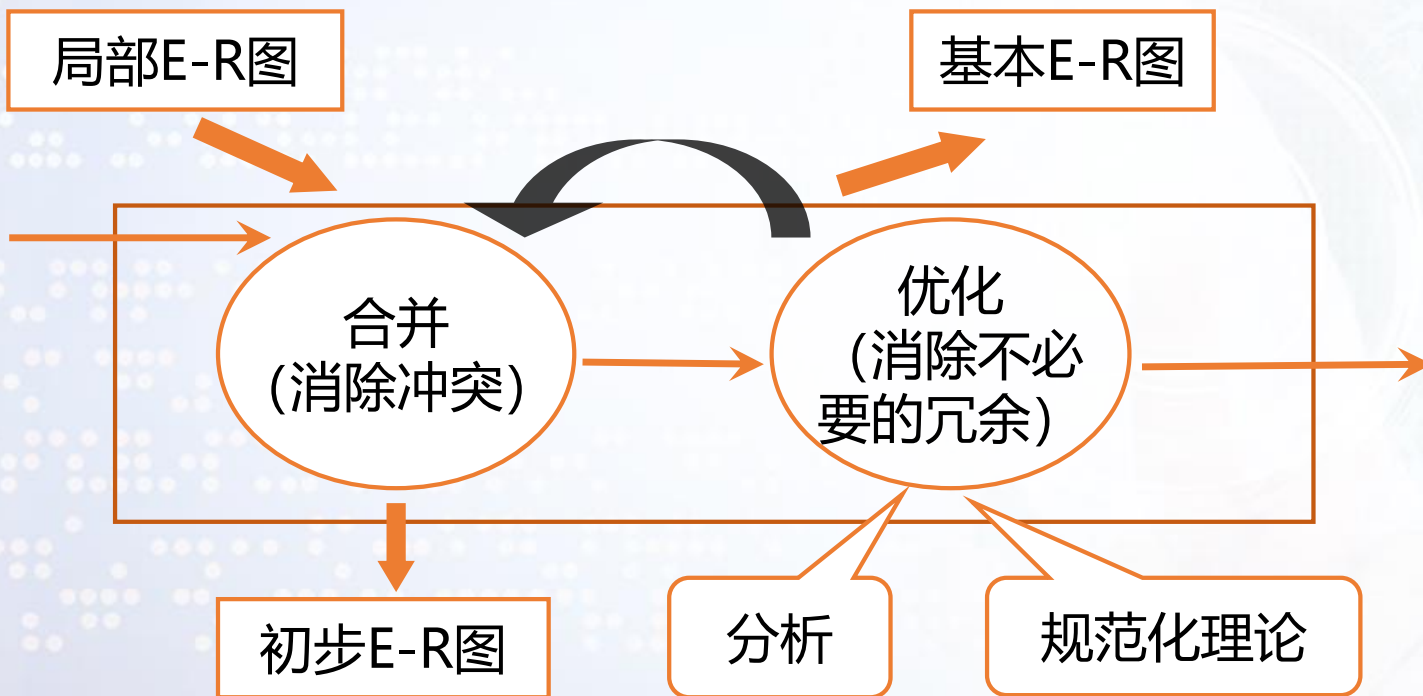 局部E-R图
基本E-R图
合并
(消除冲突)
优化
(消除不必
要的冗余)
初步E-R图
分析
规范化理论